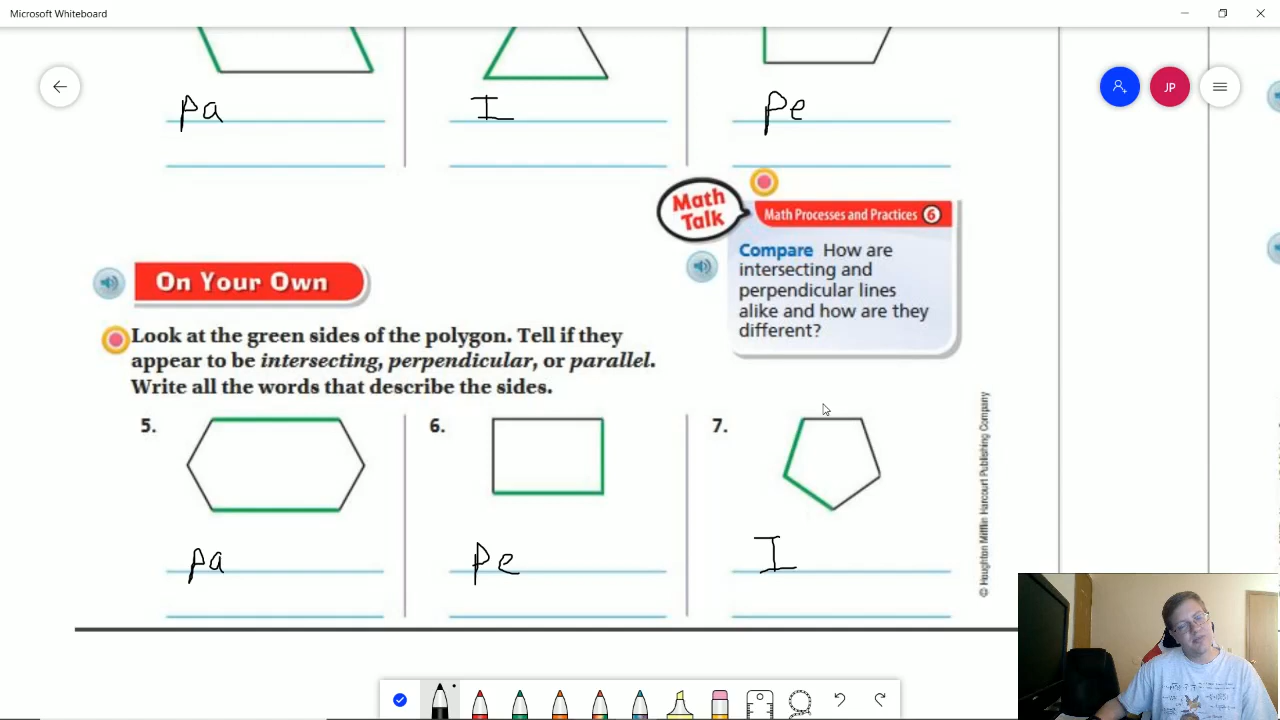 Microsoft Whiteboard
JP
Pa
I
Pe
Math
Talk
Math Processes and Practices 6
Compare How are
intersecting and
perpendicular lines
alike and how are they
different?
On Your Own
Look at the green sides of the polygon. Tell if they
appear to be intersecting, perpendicular, or parallel.
Write all the words that describe the sides.
5.
6.
7.
Pa
Pe
I
© Houghton Mifflin Harcourt Publishing Company